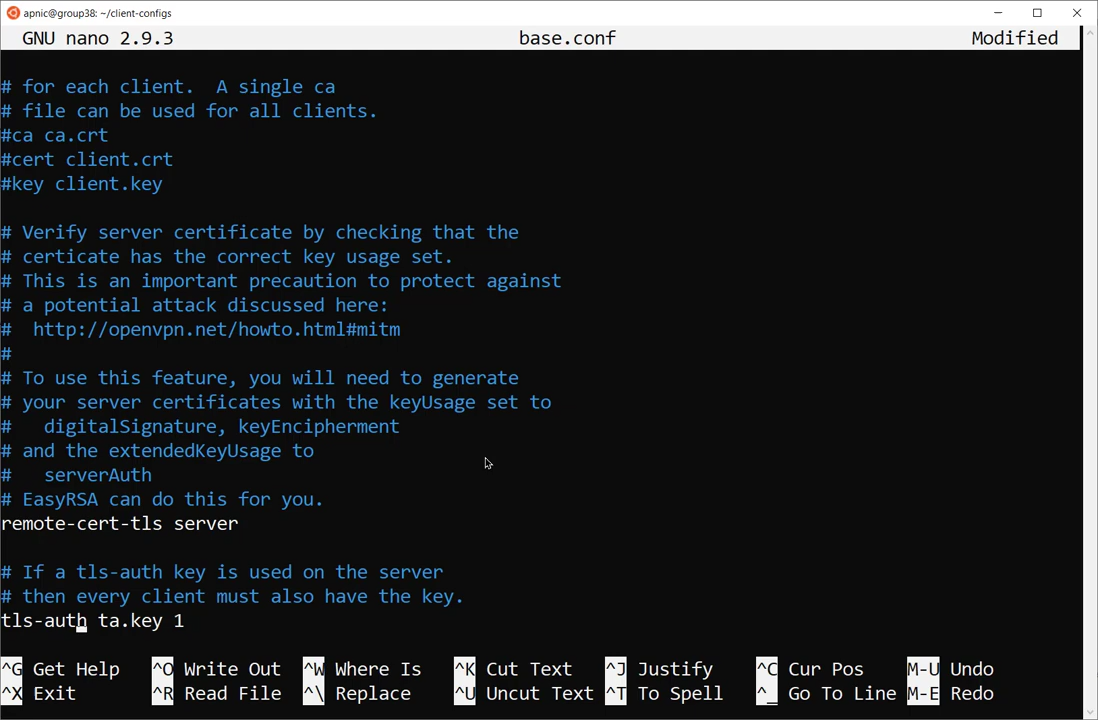 apnic@group38: ~/client-configs
GNU nano 2.9.3 base.conf Modified
# for each client.  A single ca
# file can be used for all clients.
#ca ca.crt
#cert client.crt
#key client.key
# Verify server certificate by checking that the
# certicate has the correct key usage set.
# This is an important precaution to protect against
# a potential attack discussed here:
#  http://openvpn.net/howto.html#mitm
#
# To use this feature, you will need to generate
# your server certificates with the keyUsage set to
#   digitalSignature, keyEncipherment
# and the extendedKeyUsage to
#   serverAuth
# EasyRSA can do this for you.
remote-cert-tls server
# If a tls-auth key is used on the server
# then every client must also have the key.
tls-auth ta.key 1
^G Get Help ^O Write Out ^W Where Is ^K Cut Text ^J Justify ^C Cur Pos M-U Undo
^X Exit ^R Read File ^\ Replace ^U Uncut Text ^T To Spell ^_ Go To Line M-E Redo